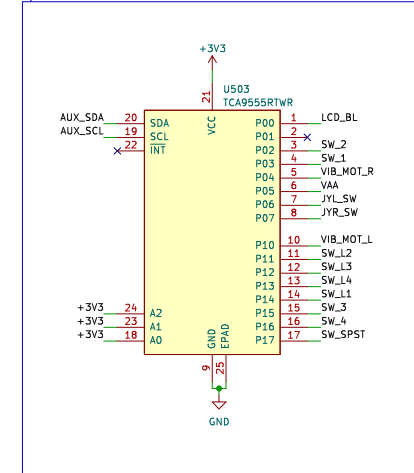 +3V3
U503
TCA9555RTWR
21
VCC
AUX_SDA 20 SDA P00 1 LCD_BL
AUX_SCL 19 SCL P01 2
22 INT P02 3 SW_2
P03 4 SW_1
P04 5 VIB_MOT_R
P05 6 VAA
P06 7 JYL_SW
P07 8 JYR_SW
P10 10 VIB_MOT_L
P11 11 SW_L2
P12 12 SW_L3
P13 13 SW_L4
P14 14 SW_L1
+3V3 24 A2 P15 15 SW_3
+3V3 23 A1 P16 16 SW_4
+3V3 18 A0 P17 17 SW_SPST
GND EPAD
9 25
GND